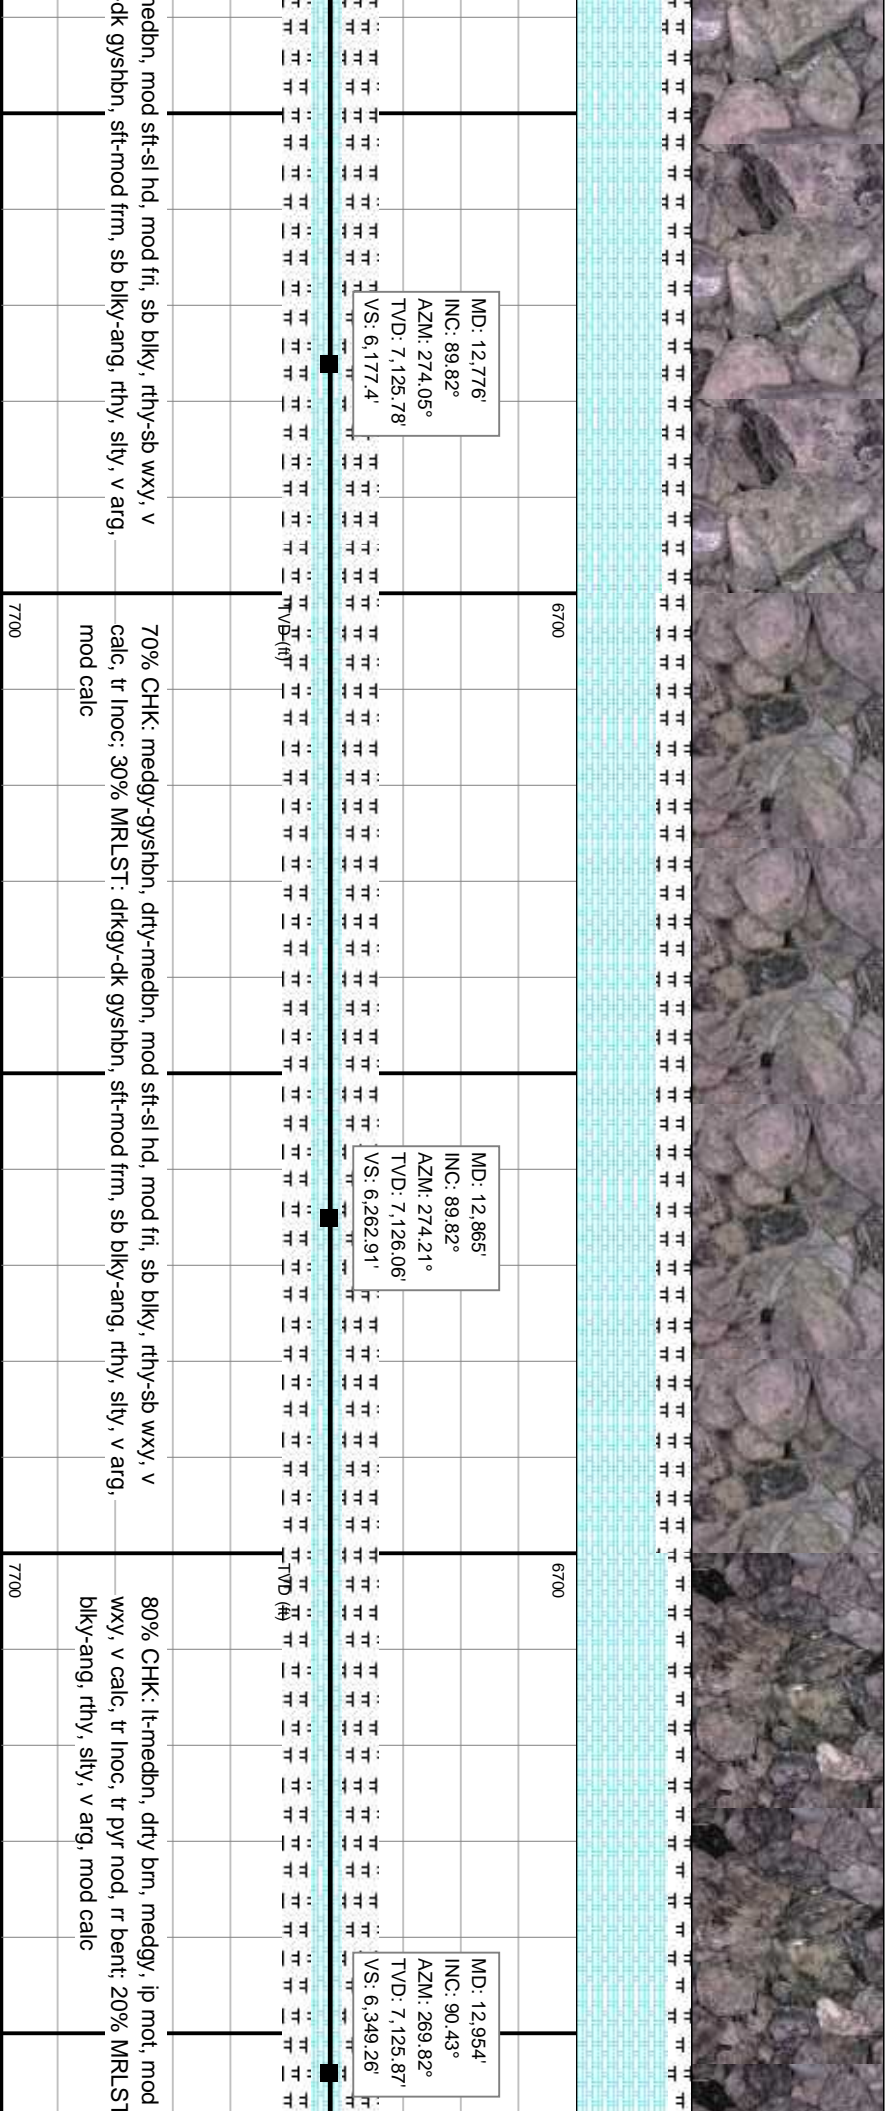 medbn, mod sft-sl hd, mod fri, sb blky, rthy-sb wxy, v
-dk gyshbn, sft-mod frm, sb blky-ang, rthy, slty, v arg,
MD: 12,776'
INC: 89.82°
AZM: 274.05°
TVD: 7,125.78'
VS: 6,177.4'
6700
TVD (ft)
7700
70% CHK: medgy-gyshbn, drty-medbn, mod sft-sl hd, mod fri, sb blky, rthy-sb wxy, v
calc, tr Inoc; 30% MRLST: drkgy-dk gyshbn, sft-mod frm, sb blky-ang, rthy, slty, v arg,
mod calc
MD: 12,865'
INC: 89.82°
AZM: 274.21°
TVD: 7,126.06'
VS: 6,262.91'
6700
TVD (ft)
7700
80% CHK: lt-medbn, drty brn, medgy, ip mot, mod
wxy, v calc, tr Inoc, tr pyr nod, rr bent; 20% MRLST
blky-ang, rthy, slty, v arg, mod calc
MD: 12,954'
INC: 90.43°
AZM: 269.82°
TVD: 7,125.87'
VS: 6,349.26'